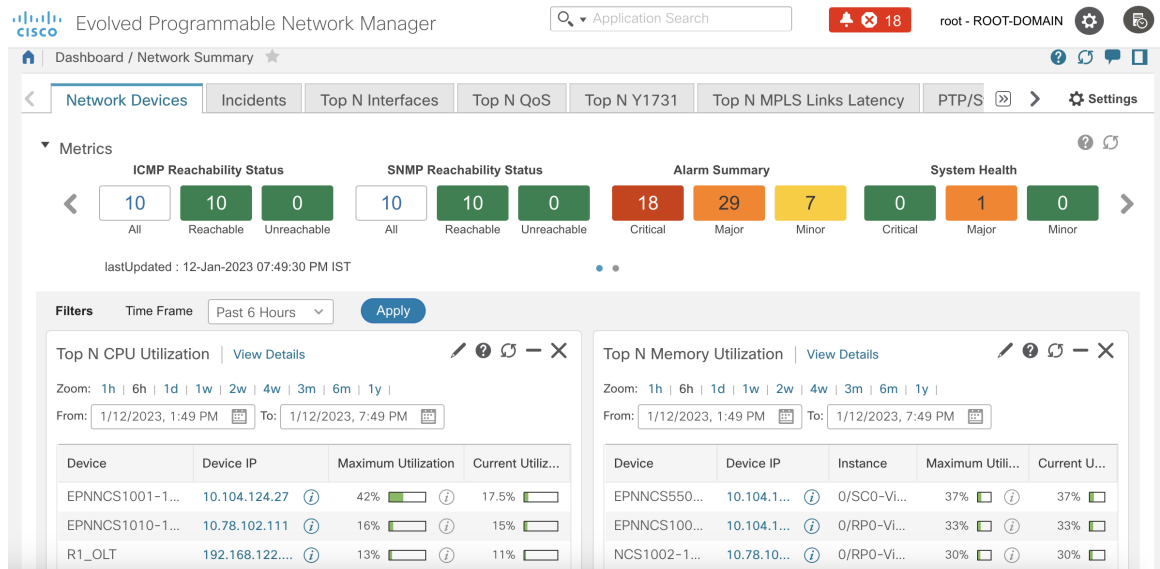 CISCO Evolved Programmable Network Manager Application Search 18 root - ROOT-DOMAIN
Dashboard / Network Summary
Network Devices Incidents Top N Interfaces Top N QoS Top N Y1731 Top N MPLS Links Latency PTP/S Settings
Metrics
ICMP Reachability Status SNMP Reachability Status Alarm Summary System Health
10 10 0 10 10 0 18 29 7 0 1 0
All Reachable Unreachable All Reachable Unreachable Critical Major Minor Critical Major Minor
lastUpdated : 12-Jan-2023 07:49:30 PM IST
Filters Time Frame Past 6 Hours Apply
Top N CPU Utilization | View Details
Zoom: 1h | 6h | 1d | 1w | 2w | 4w | 3m | 6m | 1y |
From: 1/12/2023, 1:49 PM To: 1/12/2023, 7:49 PM
Device Device IP Maximum Utilization Current Utiliz...
EPNNCS1001-1... 10.104.124.27 i 42% i 17.5%
EPNNCS1010-1... 10.78.102.111 i 16% i 15%
R1_OLT 192.168.122.... i 13% i 11%
Top N Memory Utilization | View Details
Zoom: 1h | 6h | 1d | 1w | 2w | 4w | 3m | 6m | 1y |
From: 1/12/2023, 1:49 PM To: 1/12/2023, 7:49 PM
Device Device IP Instance Maximum Utili... Current U...
EPNNCS550... 10.104.1... i 0/SC0-Vi... 37% i 37%
EPNNCS100... 10.104.1... i 0/RP0-Vi... 33% i 33%
NCS1002-1... 10.78.10... i 0/RP0-Vi... 30% i 30%